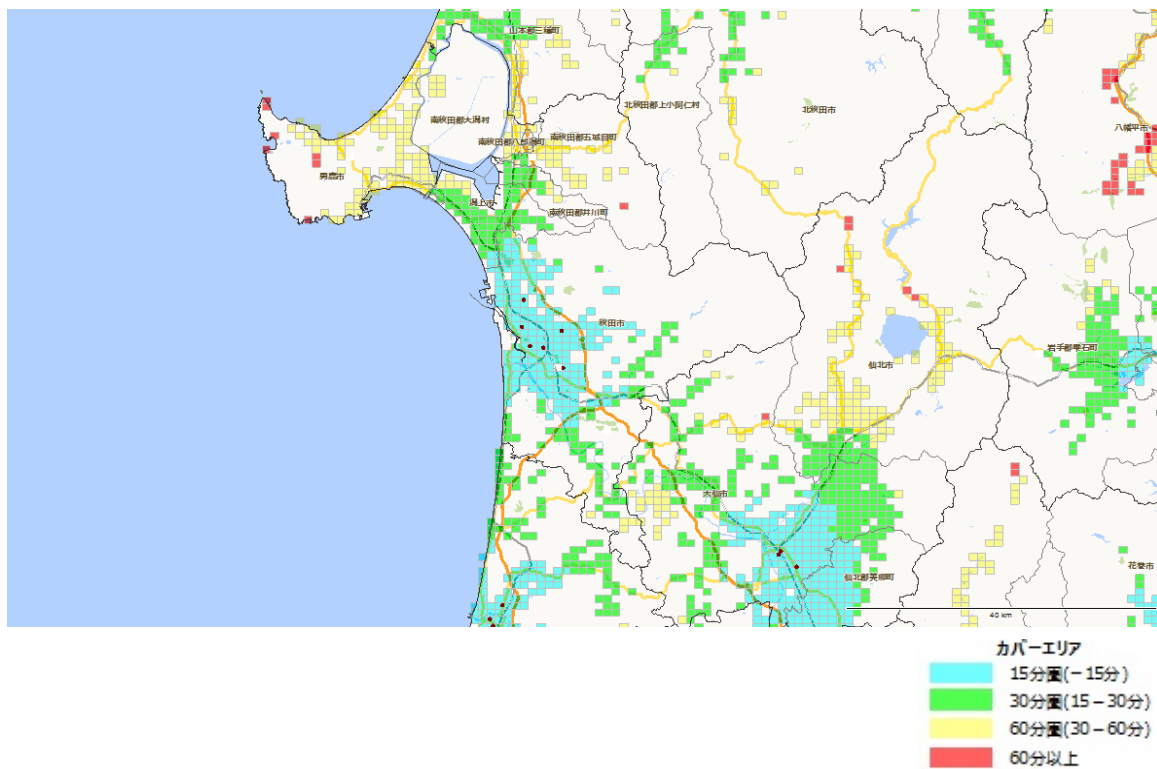 山本郡三種町
北秋田郡上小阿仁村
北秋田市
南秋田郡大潟村
八幡平市
南秋田郡八郎潟町
南秋田郡五城目町
男鹿市
潟上市
南秋田郡井川町
秋田市
岩手郡雫石町
仙北市
大仙市
仙北郡美郷町
花巻市
40 km
カバーエリア
15分圏(-15分)
30分圏(15-30分)
60分圏(30-60分)
60分以上